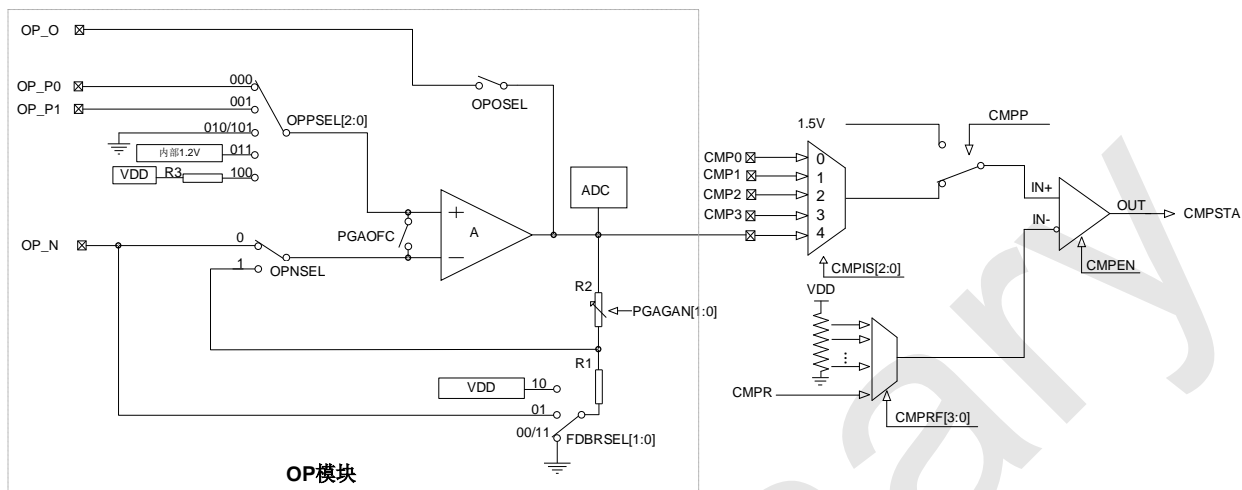 OP_O
OP_P0
OP_P1
000
001
010/101
内部1.2V
011
VDD
R3
100
OPPSEL[2:0]
OPOSEL
OP_N
0
1
OPNSEL
PGAOFC
+
A
−
ADC
R2
PGAGAN[1:0]
R1
VDD
10
01
00/11
FDBRSEL[1:0]
OP模块
1.5V
CMPP
CMP0
CMP1
CMP2
CMP3
0
1
2
3
4
CMPIS[2:0]
IN+
IN-
OUT
CMPSTA
CMPEN
VDD
...
CMPR
CMPRF[3:0]
ary